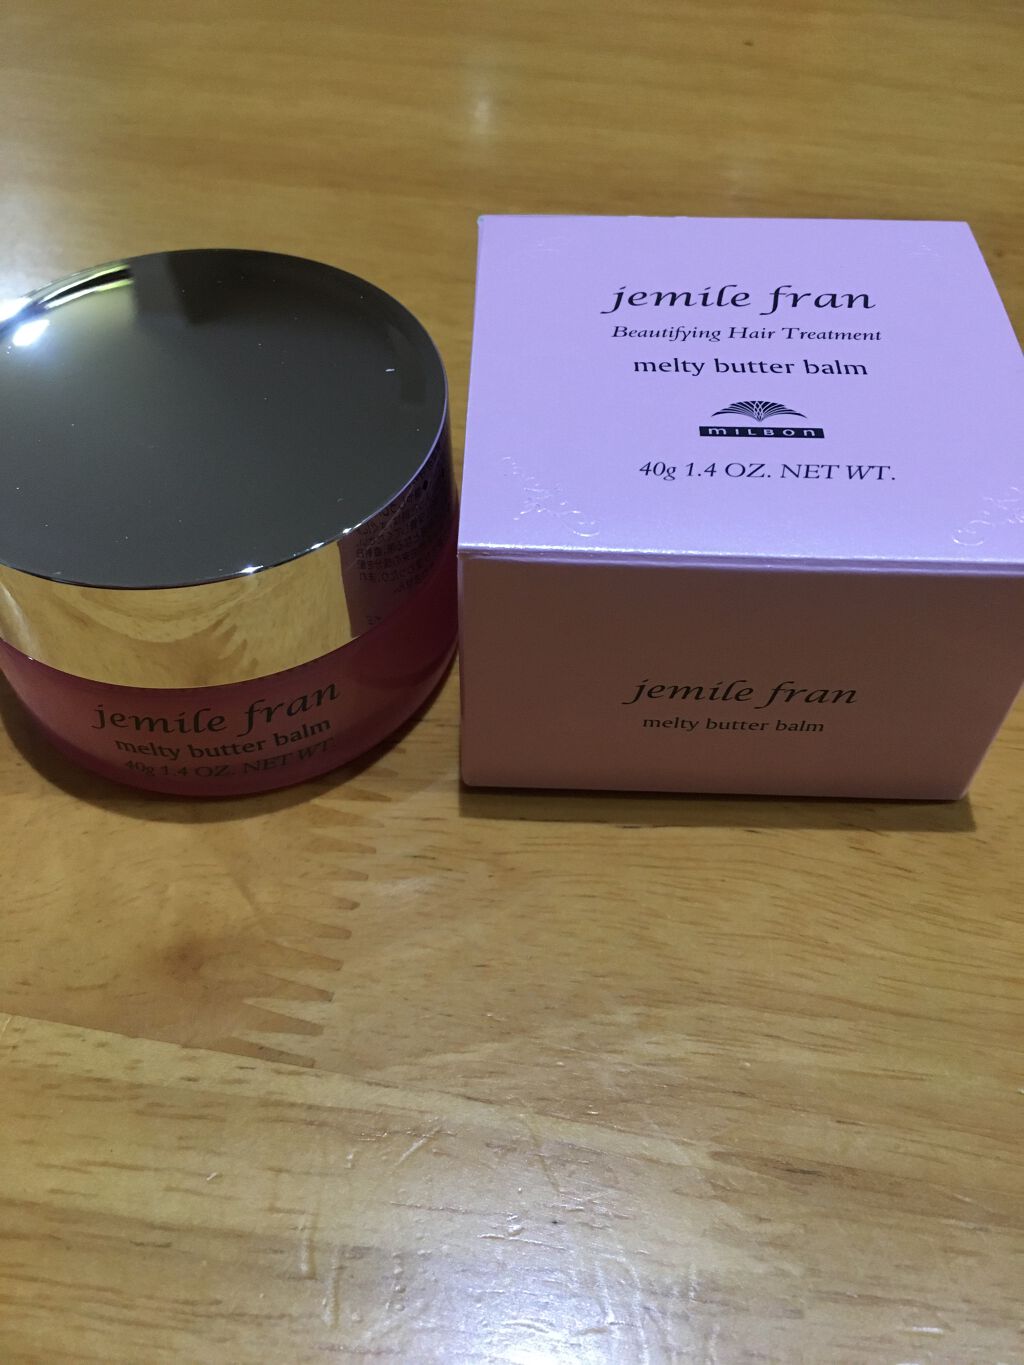 jemile fran
Beautifying Hair Treatment
melty butter balm
MILBON
40g 1.4 OZ. NET WT.
jemile fran
melty butter balm
jemile fran
melty butter balm
40g 1.4 OZ. NET WT.